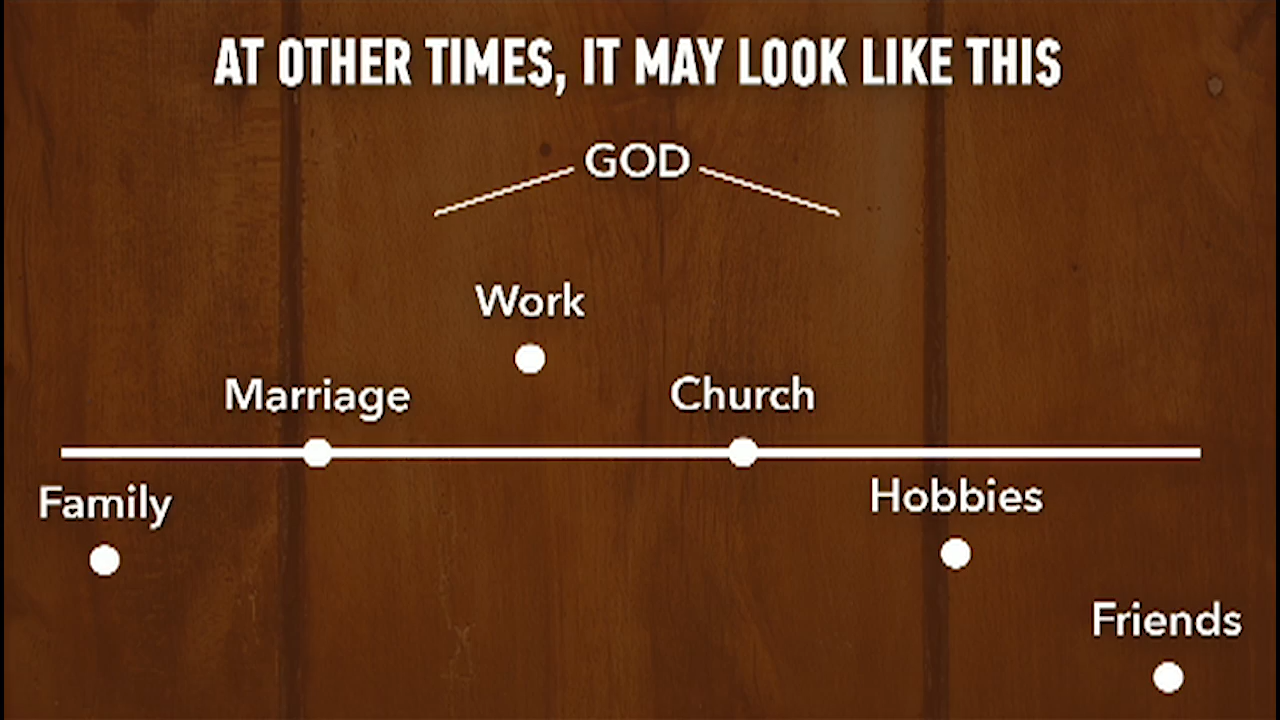 AT OTHER TIMES, IT MAY LOOK LIKE THIS
GOD
Work
Marriage
Church
Family
Hobbies
Friends